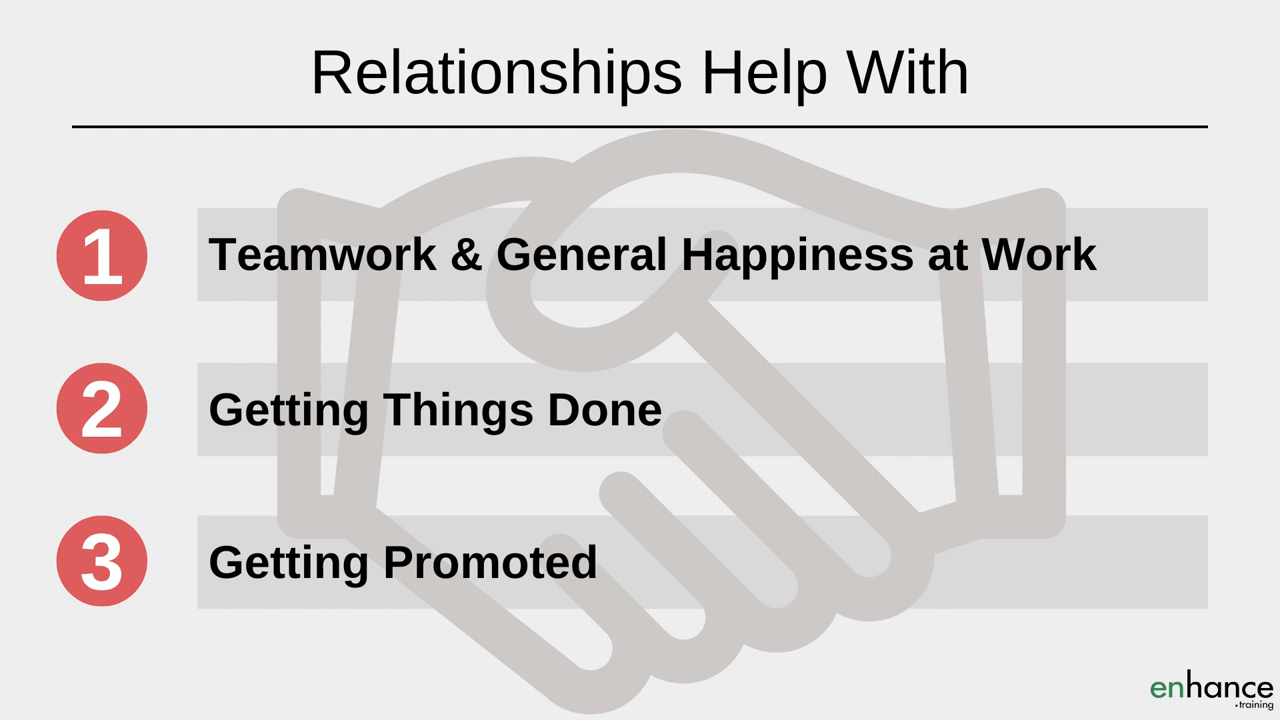 Relationships Help With
1 Teamwork & General Happiness at Work
2 Getting Things Done
3 Getting Promoted
enhance
•training